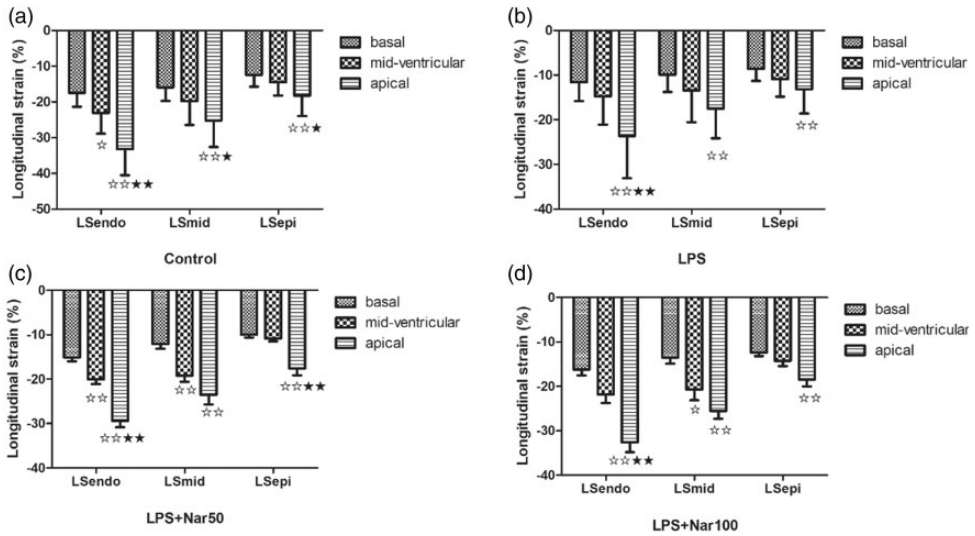 (a)
Longitudinal strain (%)
0
-10
-20
-30
-40
-50
basal
mid-ventricular
apical
☆
☆☆★★
☆☆★
☆☆★
LSendo LSmid LSepi
Control
(b)
Longitudinal strain (%)
0
-10
-20
-30
-40
basal
mid-ventricular
apical
☆☆★★
☆☆
☆☆
LSendo LSmid LSepi
LPS
(c)
Longitudinal strain (%)
0
-10
-20
-30
-40
basal
mid-ventricular
apical
☆☆
☆☆★★
☆☆
☆☆
☆☆★★
LSendo LSmid LSepi
LPS+Nar50
(d)
Longitudinal strain (%)
0
-10
-20
-30
-40
basal
mid-ventricular
apical
☆☆★★
☆
☆☆
☆☆
LSendo LSmid LSepi
LPS+Nar100